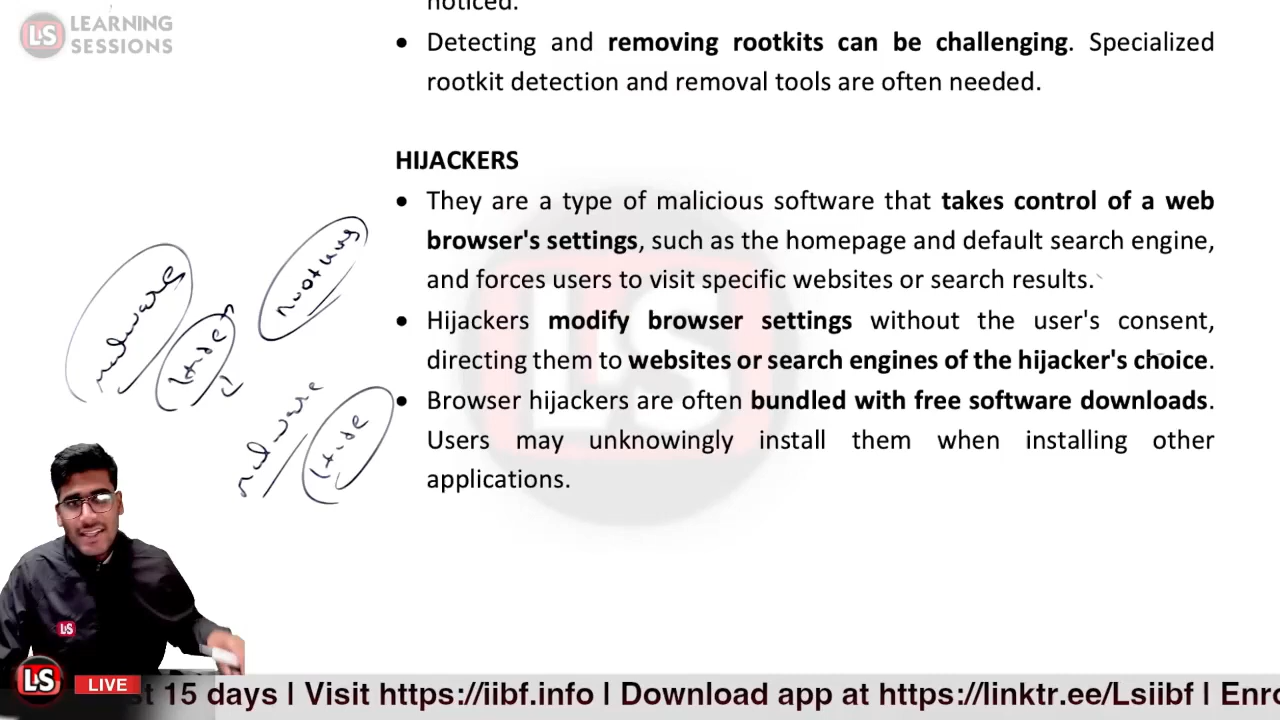 LS LEARNING
SESSIONS
noticed.
• Detecting and removing rootkits can be challenging. Specialized
rootkit detection and removal tools are often needed.
HIJACKERS
• They are a type of malicious software that takes control of a web
browser's settings, such as the homepage and default search engine,
and forces users to visit specific websites or search results.
• Hijackers modify browser settings without the user's consent,
directing them to websites or search engines of the hijacker's choice.
• Browser hijackers are often bundled with free software downloads.
Users may unknowingly install them when installing other
applications.
malware
rooting
malware
LS
LS LIVE
t 15 days I Visit https://iibf.info I Download app at https://linktr.ee/Lsiibf I Enro